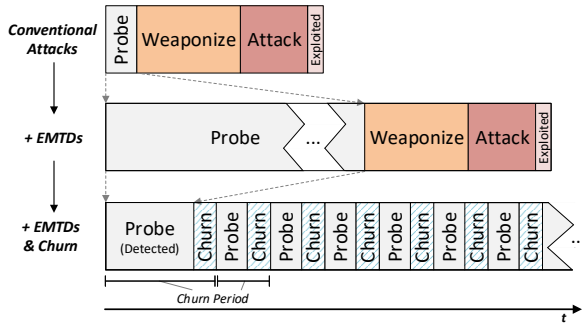 Conventional
Attacks
Probe
Weaponize
Attack
Exploited
+ EMTDs
Probe
...
Weaponize
Attack
Exploited
+ EMTDs
& Churn
Probe
(Detected)
Churn
Probe
Churn
Probe
Churn
Probe
Churn
Probe
Churn
Probe
Churn
Probe
Churn
..
Churn Period
t